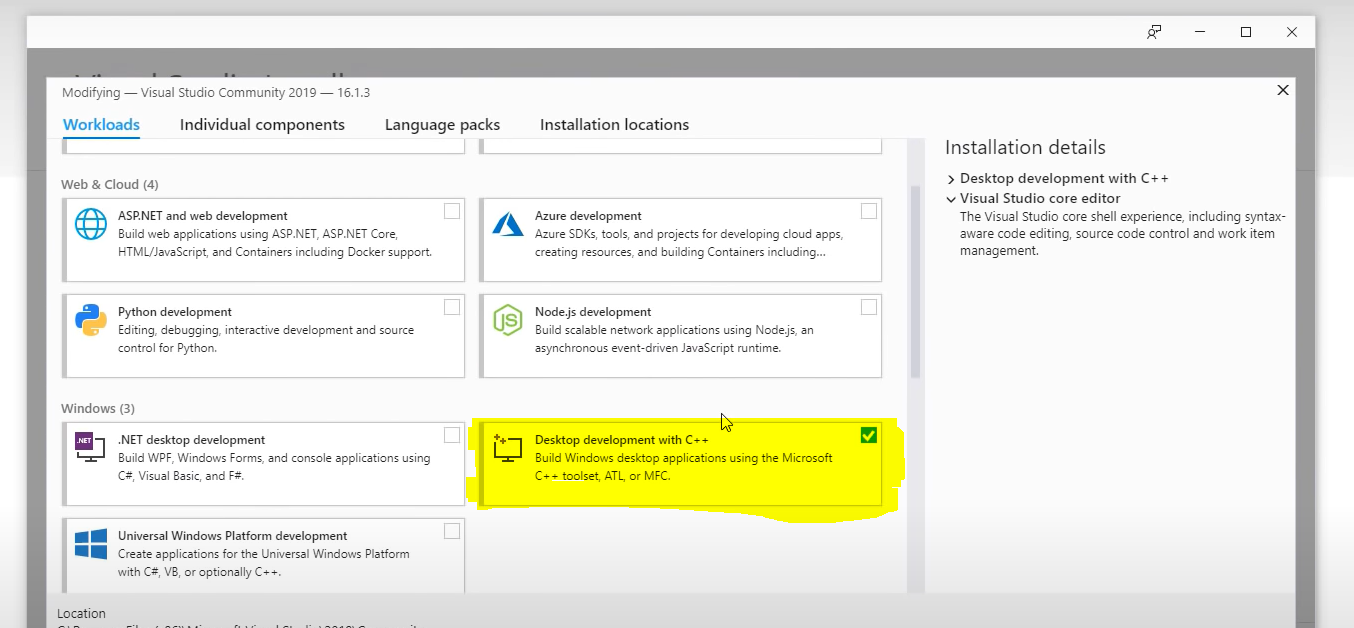 Modifying — Visual Studio Community 2019 — 16.1.3
Workloads Individual components Language packs Installation locations
Web & Cloud (4)
ASP.NET and web development
Build web applications using ASP.NET, ASP.NET Core,
HTML/JavaScript, and Containers including Docker support.
Azure development
Azure SDKs, tools, and projects for developing cloud apps,
creating resources, and building Containers including...
Python development
Editing, debugging, interactive development and source
control for Python.
Node.js development
Build scalable network applications using Node.js, an
asynchronous event-driven JavaScript runtime.
Windows (3)
.NET
.NET desktop development
Build WPF, Windows Forms, and console applications using
C#, Visual Basic, and F#.
Desktop development with C++
Build Windows desktop applications using the Microsoft
C++ toolset, ATL, or MFC.
Universal Windows Platform development
Create applications for the Universal Windows Platform
with C#, VB, or optionally C++.
Location
Installation details
Desktop development with C++
Visual Studio core editor
The Visual Studio core shell experience, including syntax-
aware code editing, source code control and work item
management.